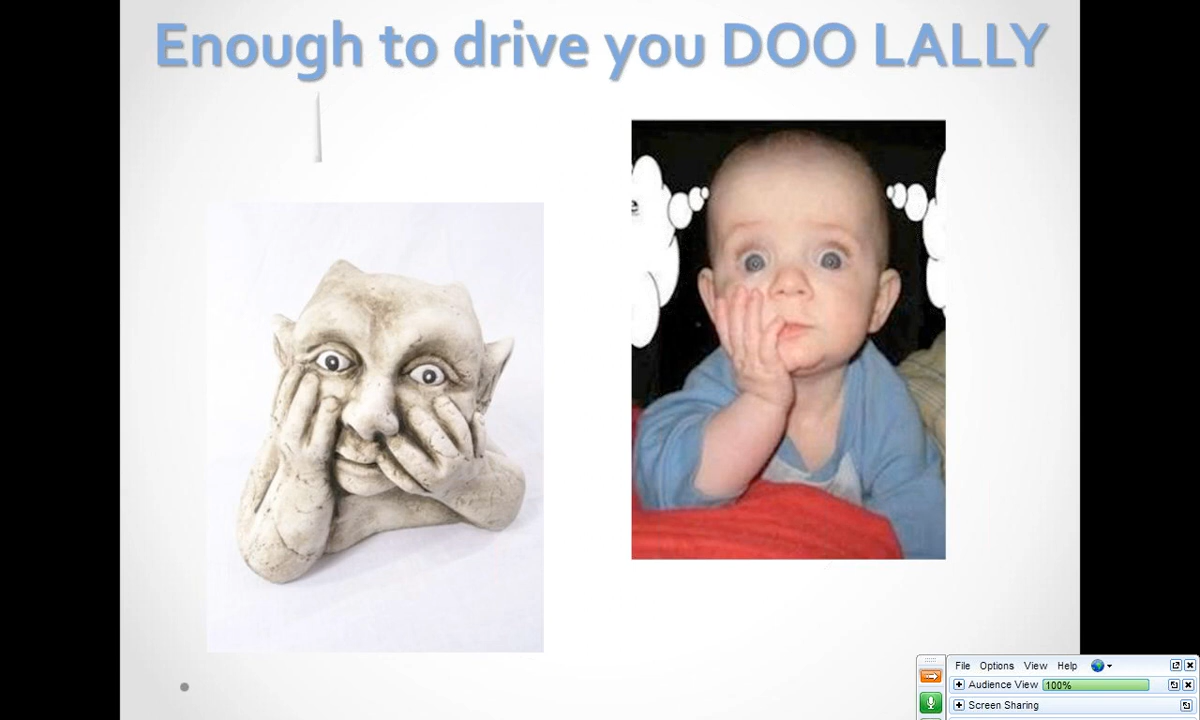 Enough to drive you DOO LALLY
e
File Options View Help
Audience View 100%
Screen Sharing